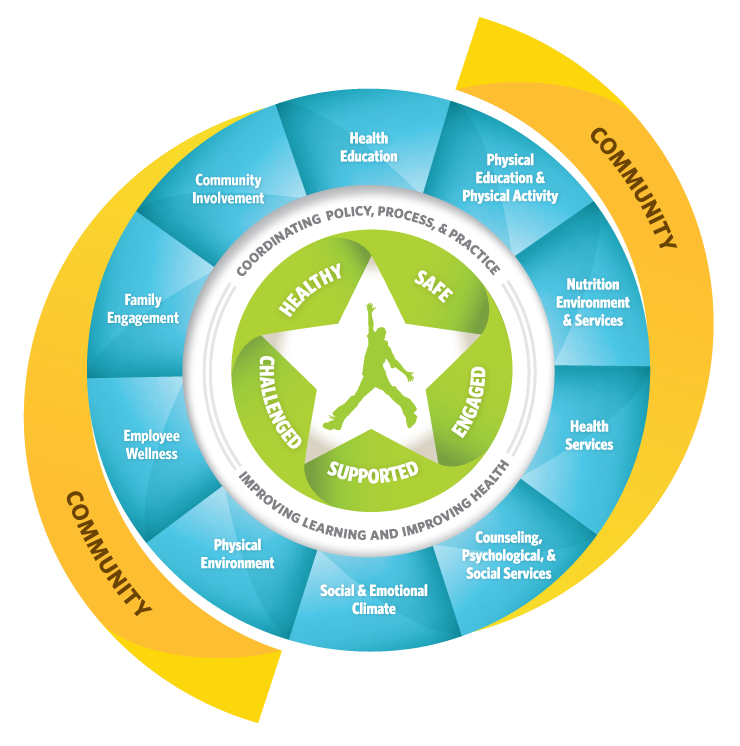 COMMUNITY
Health
Education
Physical
Education &
Physical Activity
Nutrition
Environment
& Services
Health
Services
Counseling,
Psychological, &
Social Services
Social & Emotional
Climate
Physical
Environment
Employee
Wellness
Family
Engagement
Community
Involvement
COORDINATING POLICY, PROCESS, & PRACTICE
IMPROVING LEARNING AND IMPROVING HEALTH
HEALTHY
SAFE
ENGAGED
SUPPORTED
CHALLENGED
COMMUNITY